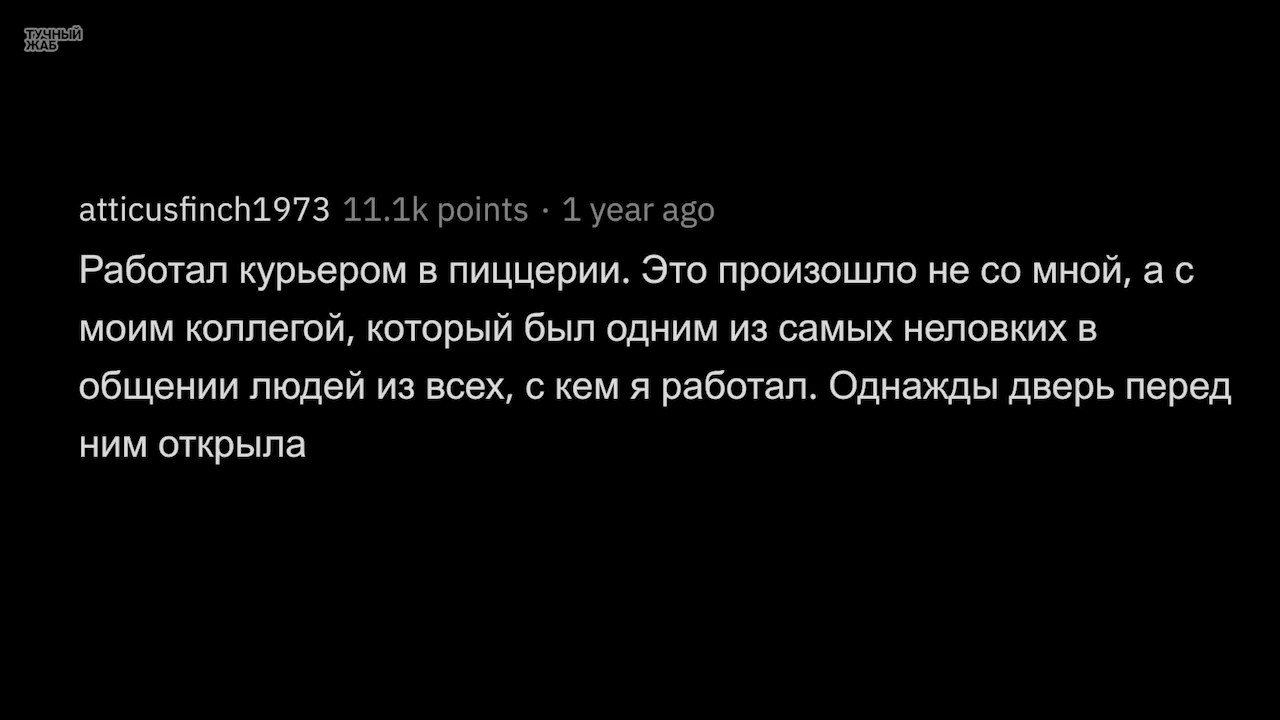 ТУЧНЫЙ
ЖАБ
atticusfinch1973 11.1k points · 1 year ago
Работал курьером в пиццерии. Это произошло не со мной, а с
моим коллегой, который был одним из самых неловких в
общении людей из всех, с кем я работал. Однажды дверь перед
ним открыла